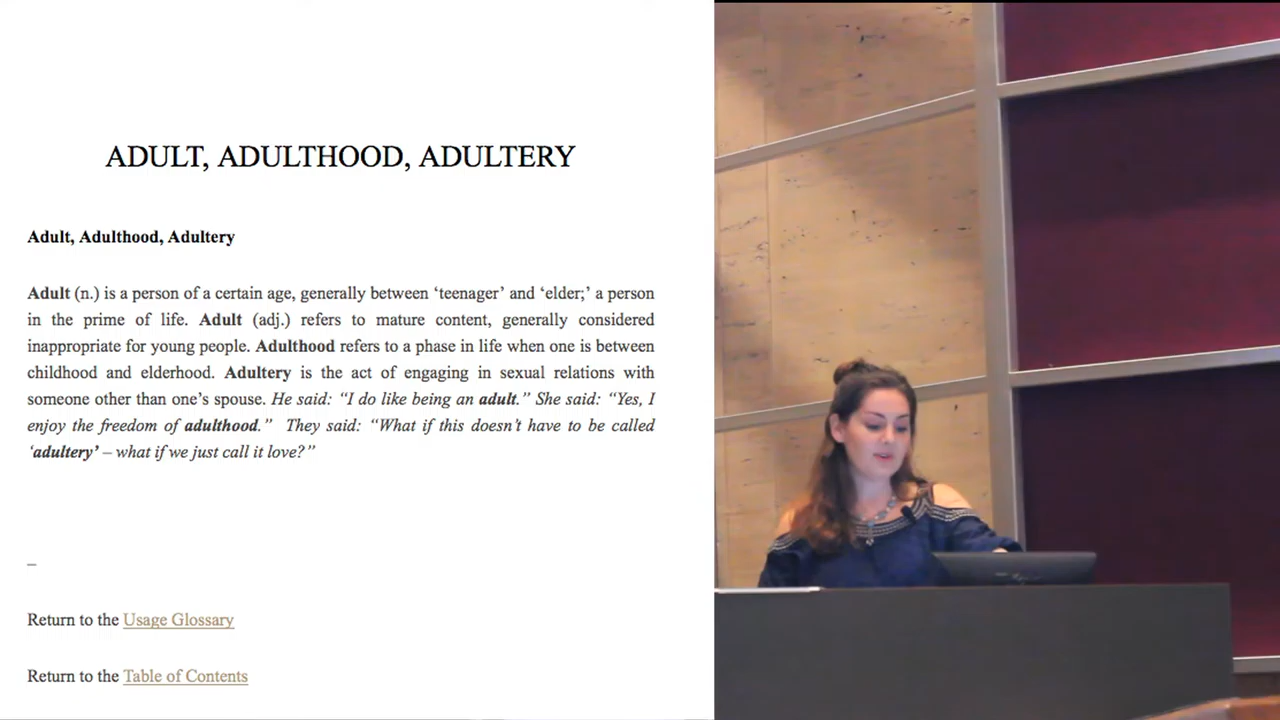 ADULT, ADULTHOOD, ADULTERY
Adult, Adulthood, Adultery
Adult (n.) is a person of a certain age, generally between ‘teenager’ and ‘elder;’ a person
in the prime of life. Adult (adj.) refers to mature content, generally considered
inappropriate for young people. Adulthood refers to a phase in life when one is between
childhood and elderhood. Adultery is the act of engaging in sexual relations with
someone other than one’s spouse. He said: “I do like being an adult.” She said: “Yes, I
enjoy the freedom of adulthood.” They said: “What if this doesn’t have to be called
‘adultery’ – what if we just call it love?”
–
Return to the Usage Glossary
Return to the Table of Contents